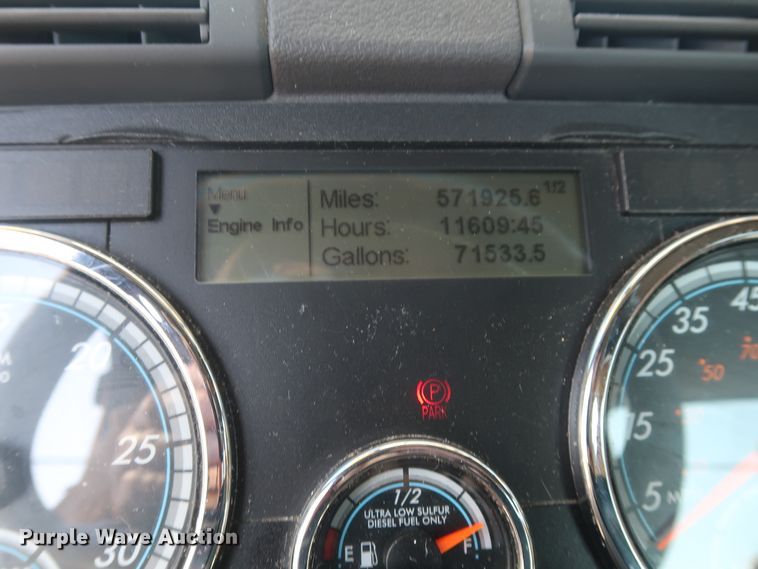 Menu
Engine Info
Miles: 571925.6 1/2
Hours: 11609:45
Gallons: 71533.5
20
25
30
P
PARK
1/2
ULTRA LOW SULFUR
DIESEL FUEL ONLY
E F
45
35
25
15
5
50
70
Purple Wave Auction